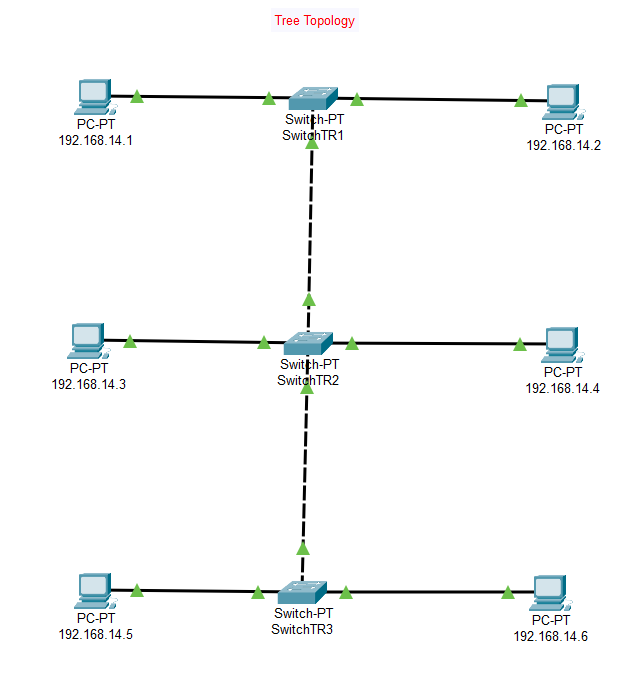 Tree Topology
PC-PT
192.168.14.1
Switch-PT
SwitchTR1
PC-PT
192.168.14.2
PC-PT
192.168.14.3
Switch-PT
SwitchTR2
PC-PT
192.168.14.4
PC-PT
192.168.14.5
Switch-PT
SwitchTR3
PC-PT
192.168.14.6